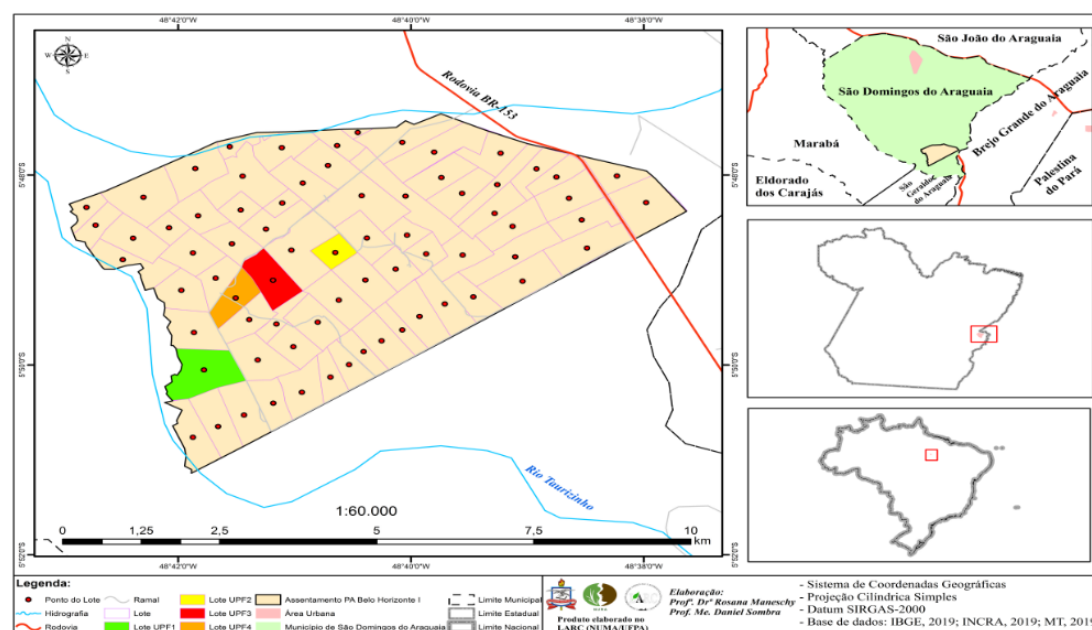 48°42'0"W 48°40'0"W 48°38'0"W
N
W E
S
Rodovia BR-153
Rio Taurizinho
1:60.000
0 1,25 2,5 5 7,5 10
km
48°42'0"W 48°40'0"W 48°38'0"W
São João do Araguaia
São Domingos do Araguaia
Brejo Grande do Araguaia
Marabá
Eldorado
dos Carajás
São
Geraldo
do Araguaia
Palestina
do Pará
Legenda:
Ponto do Lote
Hidrografia
Rodovia
Ramal
Lote
Lote UPF1
Lote UPF2
Lote UPF3
Lote UPF4
Assentamento PA Belo Horizonte I
Área Urbana
Município de São Domingos do Araguaia
Limite Municipal
Limite Estadual
Limite Nacional
Produto elaborado no
LARC (NUMA/UFPA)
Elaboração:
Profª. Drª Rosana Maneschy
Prof. Me. Daniel Sombra
- Sistema de Coordenadas Geográficas
- Projeção Cilíndrica Simples
- Datum SIRGAS-2000
- Base de dados: IBGE, 2019; INCRA, 2019; MT, 2019